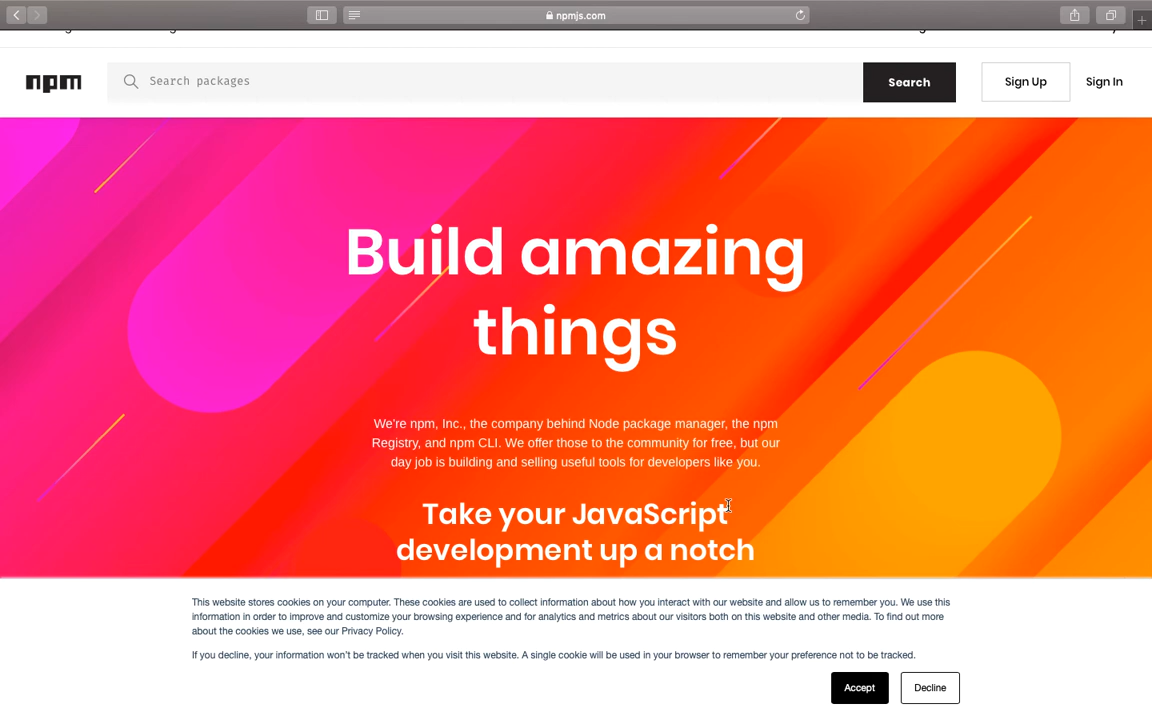 npmjs.com
npm
Search packages
Search
Sign Up
Sign In
Build amazing
things
We're npm, Inc., the company behind Node package manager, the npm
Registry, and npm CLI. We offer those to the community for free, but our
day job is building and selling useful tools for developers like you.
Take your JavaScript
development up a notch
This website stores cookies on your computer. These cookies are used to collect information about how you interact with our website and allow us to remember you. We use this
information in order to improve and customize your browsing experience and for analytics and metrics about our visitors both on this website and other media. To find out more
about the cookies we use, see our Privacy Policy.
If you decline, your information won't be tracked when you visit this website. A single cookie will be used in your browser to remember your preference not to be tracked.
Accept
Decline